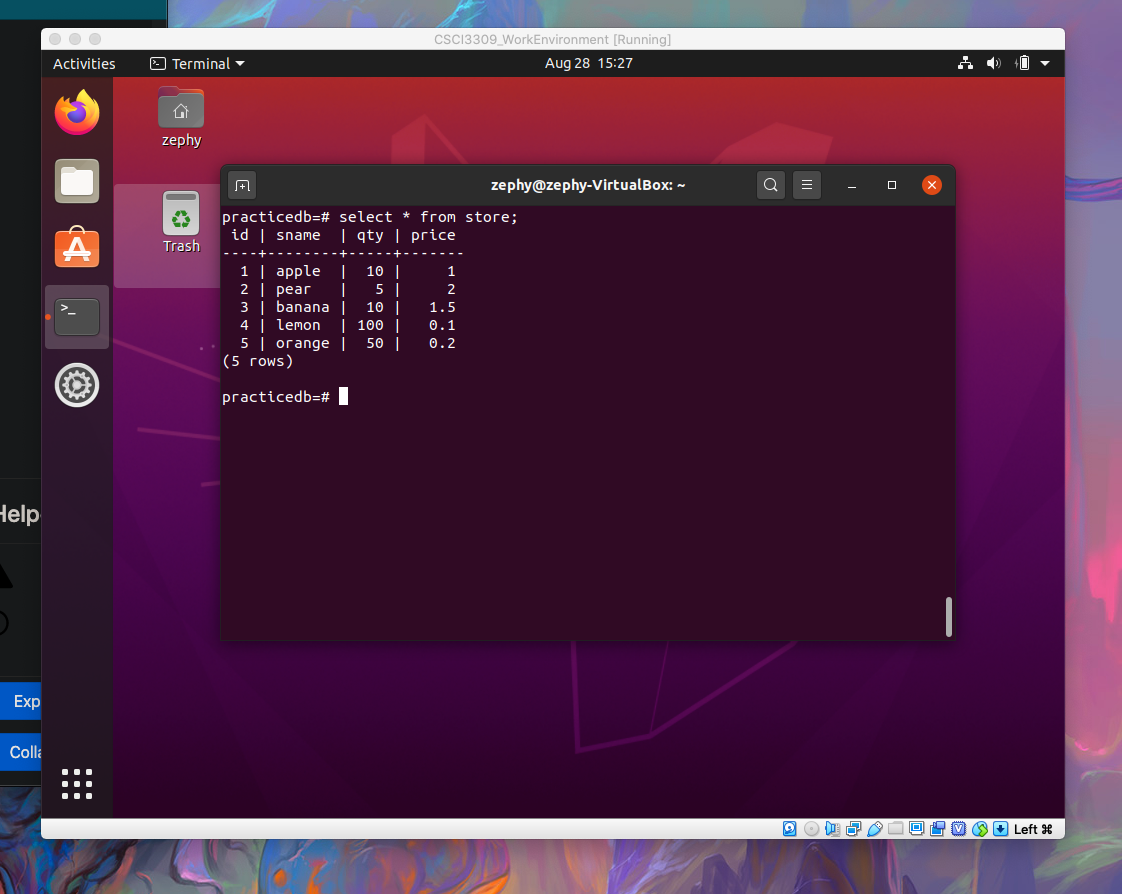 CSCI3309_WorkEnvironment [Running]
Activities Terminal Aug 28 15:27
zephy
Trash
zephy@zephy-VirtualBox: ~
practicedb=# select * from store;
 id | sname  | qty | price
----+--------+-----+-------
  1 | apple  |  10 |     1
  2 | pear   |   5 |     2
  3 | banana |  10 |   1.5
  4 | lemon  | 100 |   0.1
  5 | orange |  50 |   0.2
(5 rows)
practicedb=#
Help
Exp
Colla
Left ⌘